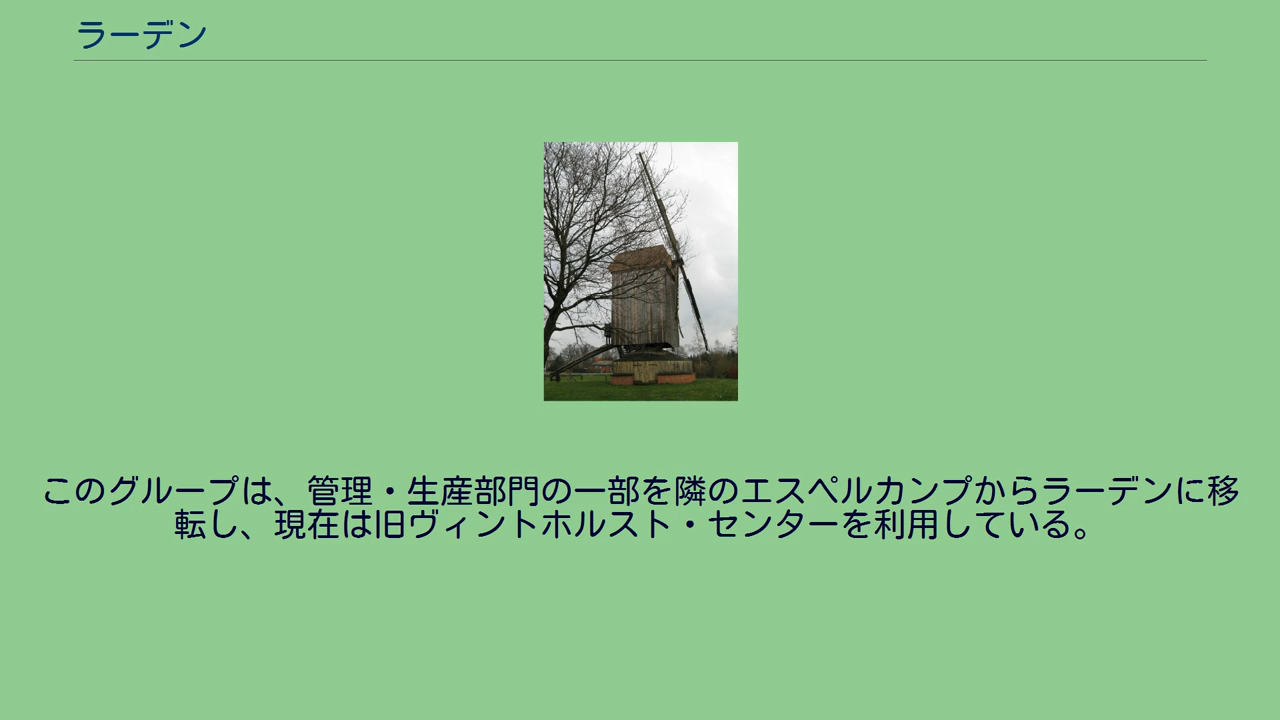 ラーデン
このグループは、管理・生産部門の一部を隣のエスペルカンプからラーデンに移
転し、現在は旧ヴィントホルスト・センターを利用している。